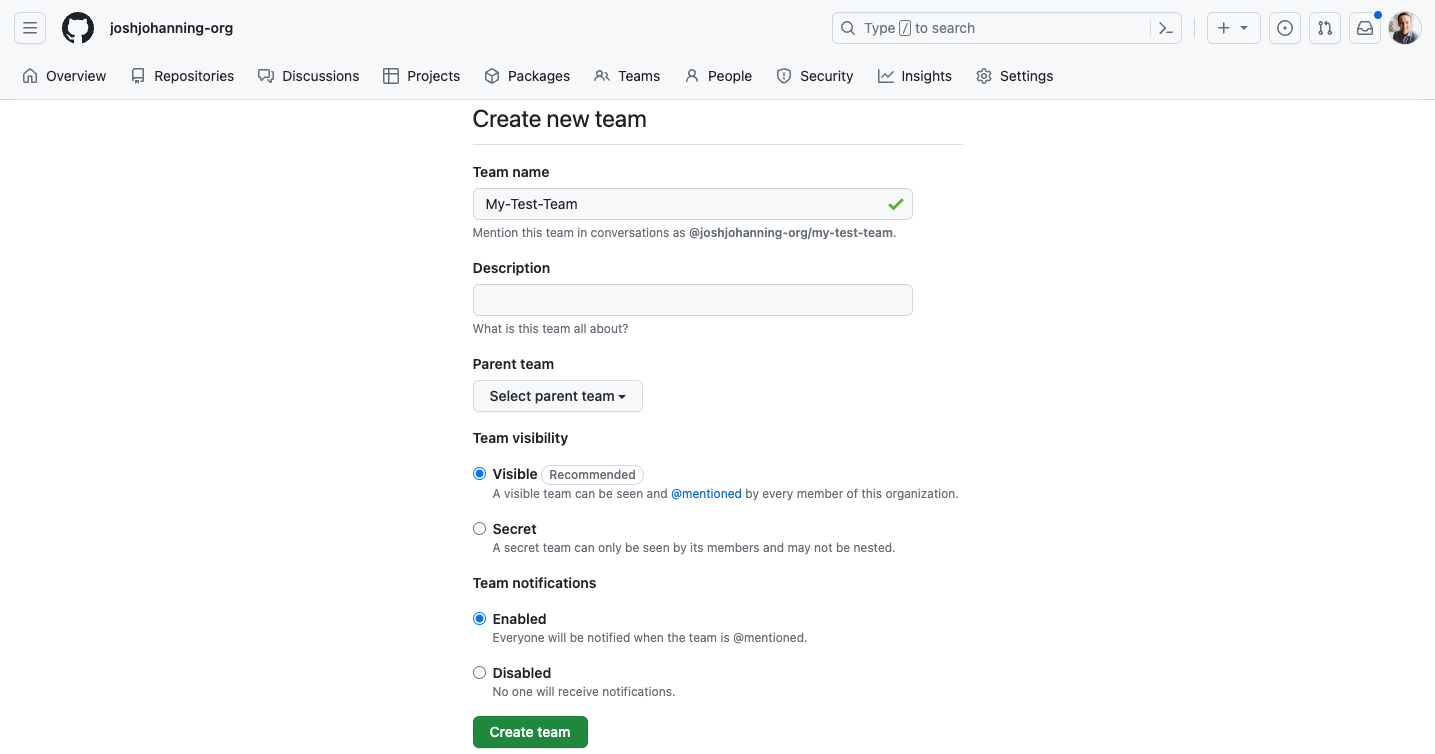 joshjohanning-org
Type / to search
Overview Repositories Discussions Projects Packages Teams People Security Insights Settings
Create new team
Team name
My-Test-Team
Mention this team in conversations as @joshjohanning-org/my-test-team.
Description
What is this team all about?
Parent team
Select parent team
Team visibility
Visible Recommended
A visible team can be seen and @mentioned by every member of this organization.
Secret
A secret team can only be seen by its members and may not be nested.
Team notifications
Enabled
Everyone will be notified when the team is @mentioned.
Disabled
No one will receive notifications.
Create team